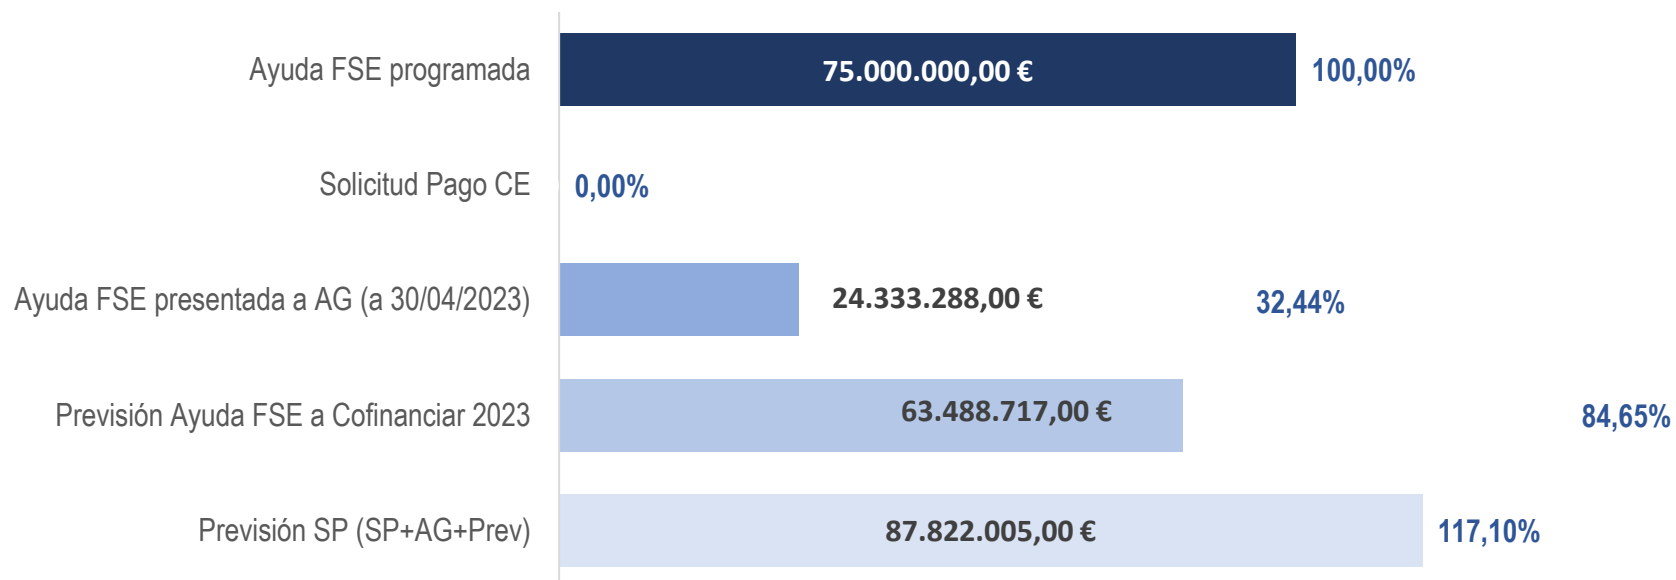 Ayuda FSE programada 75.000.000,00 € 100,00%
Solicitud Pago CE 0,00%
Ayuda FSE presentada a AG (a 30/04/2023) 24.333.288,00 € 32,44%
Previsión Ayuda FSE a Cofinanciar 2023 63.488.717,00 € 84,65%
Previsión SP (SP+AG+Prev) 87.822.005,00 € 117,10%